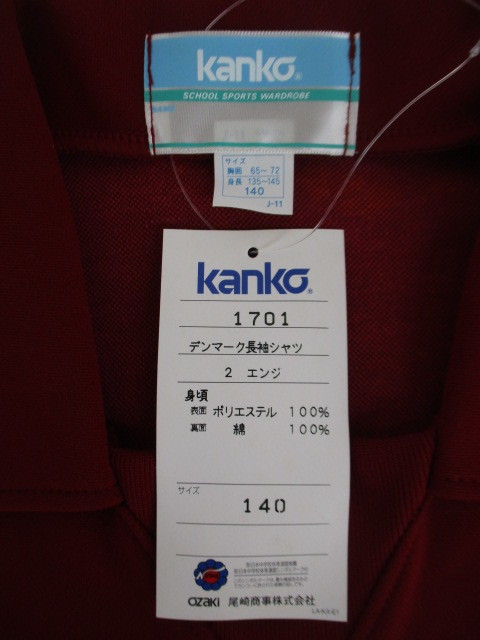 kanko®
SCHOOL SPORTS WARDROBE
サイズ
胸囲 65～72
身長 135～145
140
J-11
kanko®
1701
デンマーク長袖シャツ
2 エンジ
身頃
表面 ポリエステル 100%
裏面 綿 100%
サイズ
140
OZAKI 尾崎商事株式会社